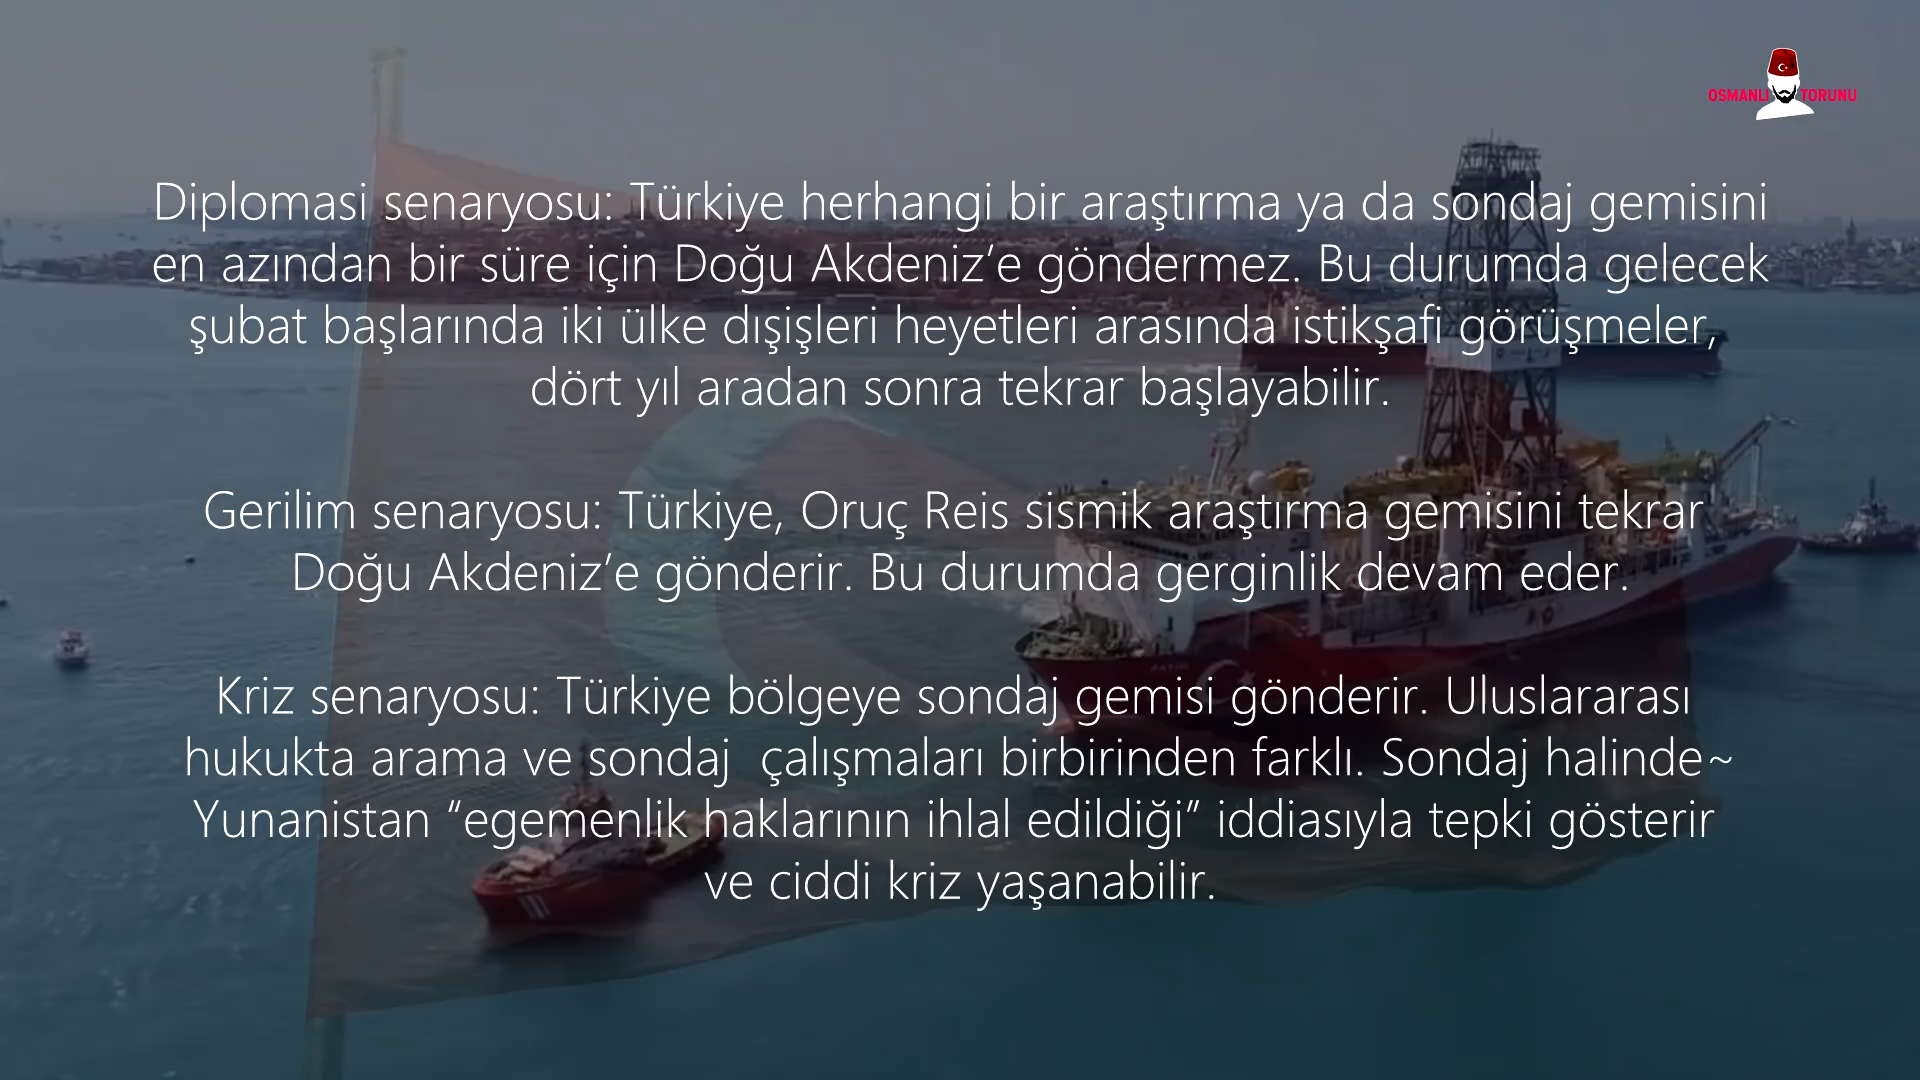 OSMANLI TORUNU
Diplomasi senaryosu: Türkiye herhangi bir araştırma ya da sondaj gemisini
en azından bir süre için Doğu Akdeniz’e göndermez. Bu durumda gelecek
şubat başlarında iki ülke dışişleri heyetleri arasında istikşafi görüşmeler,
dört yıl aradan sonra tekrar başlayabilir.
Gerilim senaryosu: Türkiye, Oruç Reis sismik araştırma gemisini tekrar
Doğu Akdeniz’e gönderir. Bu durumda gerginlik devam eder.
Kriz senaryosu: Türkiye bölgeye sondaj gemisi gönderir. Uluslararası
hukukta arama ve sondaj  çalışmaları birbirinden farklı. Sondaj halinde~
Yunanistan “egemenlik haklarının ihlal edildiği” iddiasıyla tepki gösterir
ve ciddi kriz yaşanabilir.
FATİH